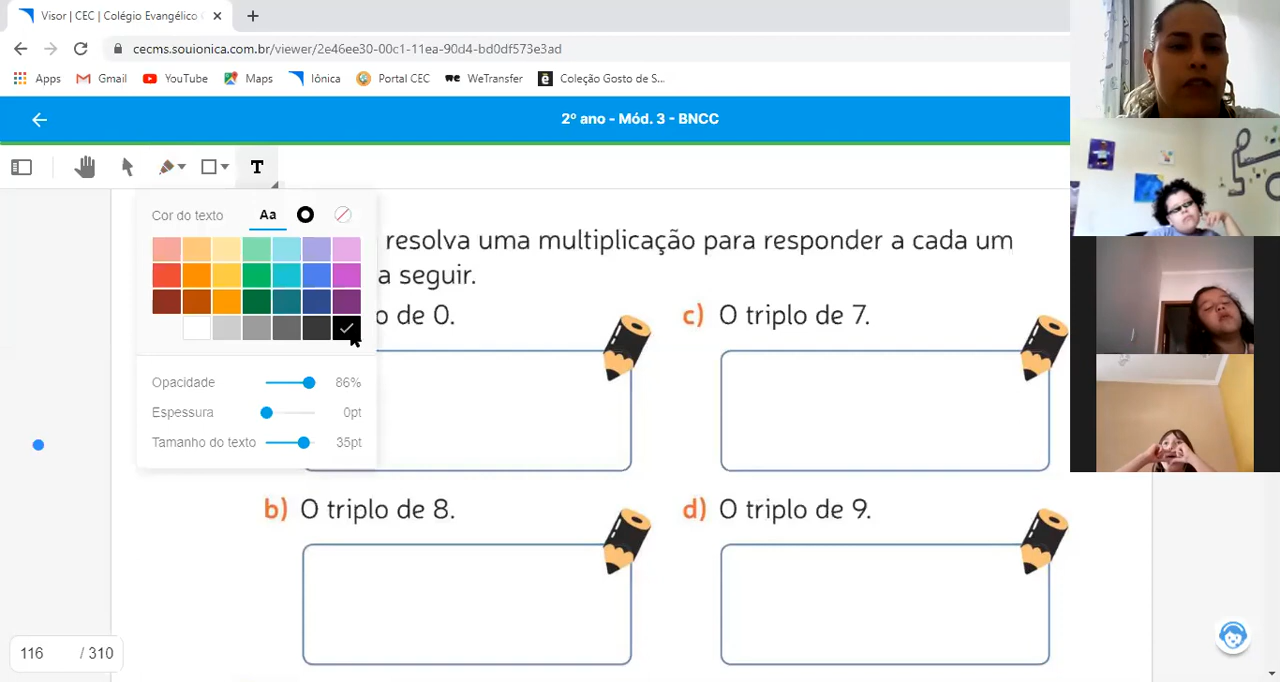 Visor | CEC | Colégio Evangélico
cecms.souionica.com.br/viewer/2e46ee30-00c1-11ea-90d4-bd0df573e3ad
Apps Gmail YouTube Maps Iônica Portal CEC WeTransfer Coleção Gosto de S...
2º ano - Mód. 3 - BNCC
T
Cor do texto Aa
resolva uma multiplicação para responder a cada um
a seguir.
o de 0.
c) O triplo de 7.
Opacidade 86%
Espessura 0pt
Tamanho do texto 35pt
b) O triplo de 8.
d) O triplo de 9.
116 / 310